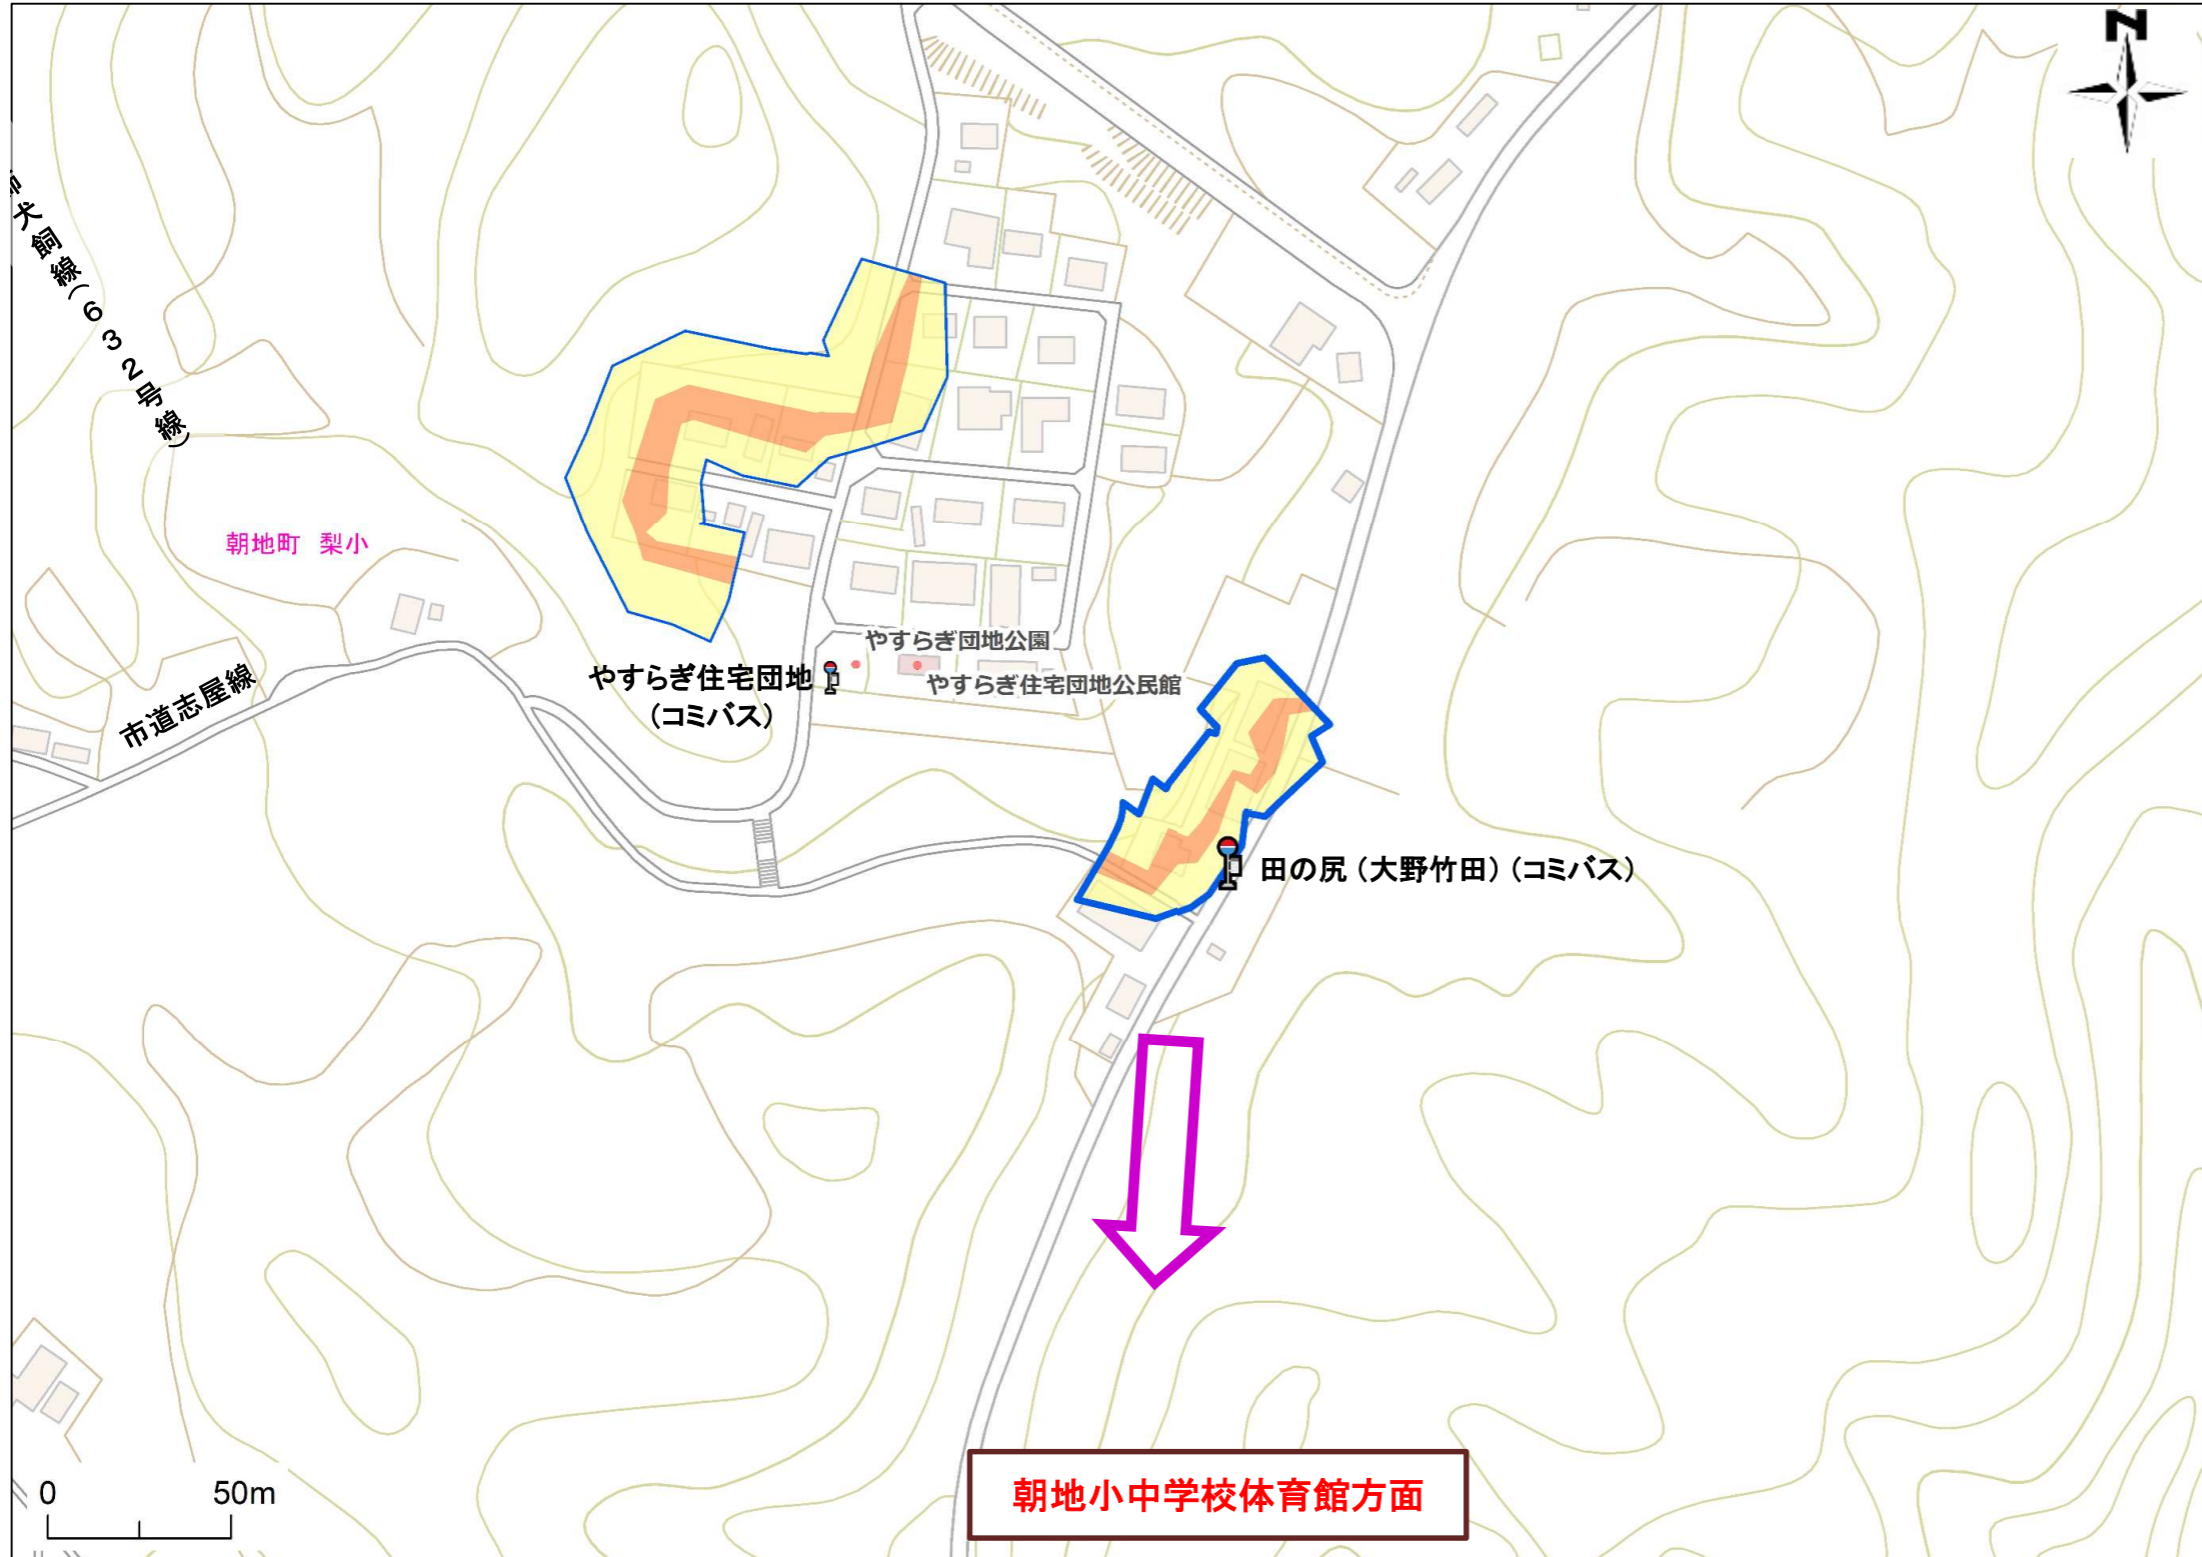 N
犬飼線（６３２号線）
朝地町 梨小
やすらぎ団地公園
やすらぎ住宅団地
（コミバス）
やすらぎ住宅団地公民館
市道志屋線
田の尻（大野竹田）（コミバス）
朝地小中学校体育館方面
0 50m